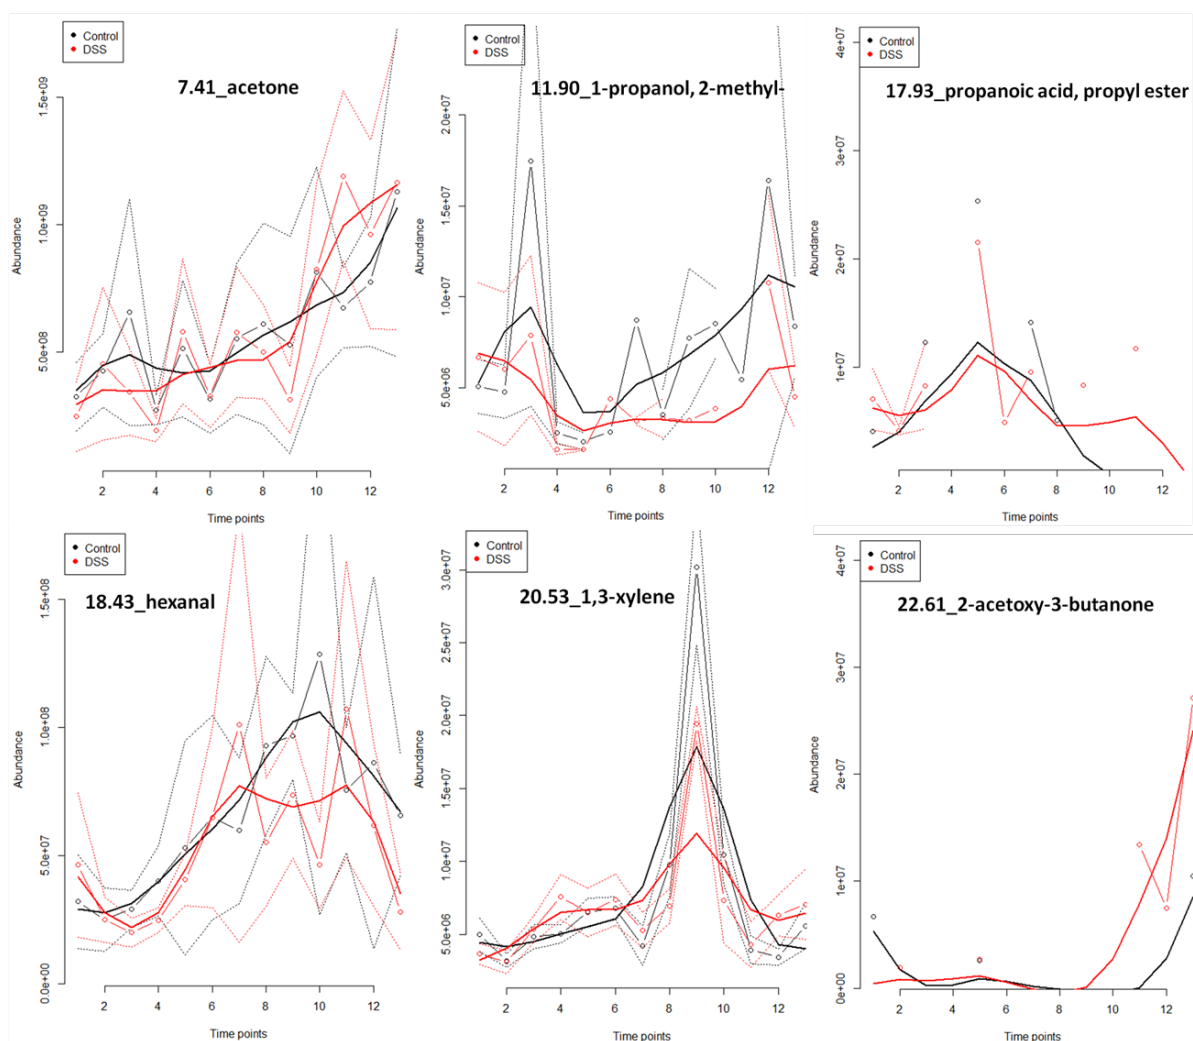 Control
DSS
7.41_acetone
Abundance
5.0e+08
1.0e+09
1.5e+09
2 4 6 8 10 12
Time points
Control
DSS
11.90_1-propanol, 2-methyl-
Abundance
5.0e+06
1.0e+07
1.5e+07
2.0e+07
2 4 6 8 10 12
Time points
Control
DSS
17.93_propanoic acid, propyl ester
Abundance
1e+07
2e+07
3e+07
4e+07
2 4 6 8 10 12
Time points
Control
DSS
18.43_hexanal
Abundance
0.0e+00
5.0e+07
1.0e+08
1.5e+08
2 4 6 8 10 12
Time points
Control
DSS
20.53_1,3-xylene
Abundance
5.0e+06
1.0e+07
1.5e+07
2.0e+07
2.5e+07
3.0e+07
2 4 6 8 10 12
Time points
Control
DSS
22.61_2-acetoxy-3-butanone
Abundance
0e+00
1e+07
2e+07
3e+07
4e+07
2 4 6 8 10 12
Time points